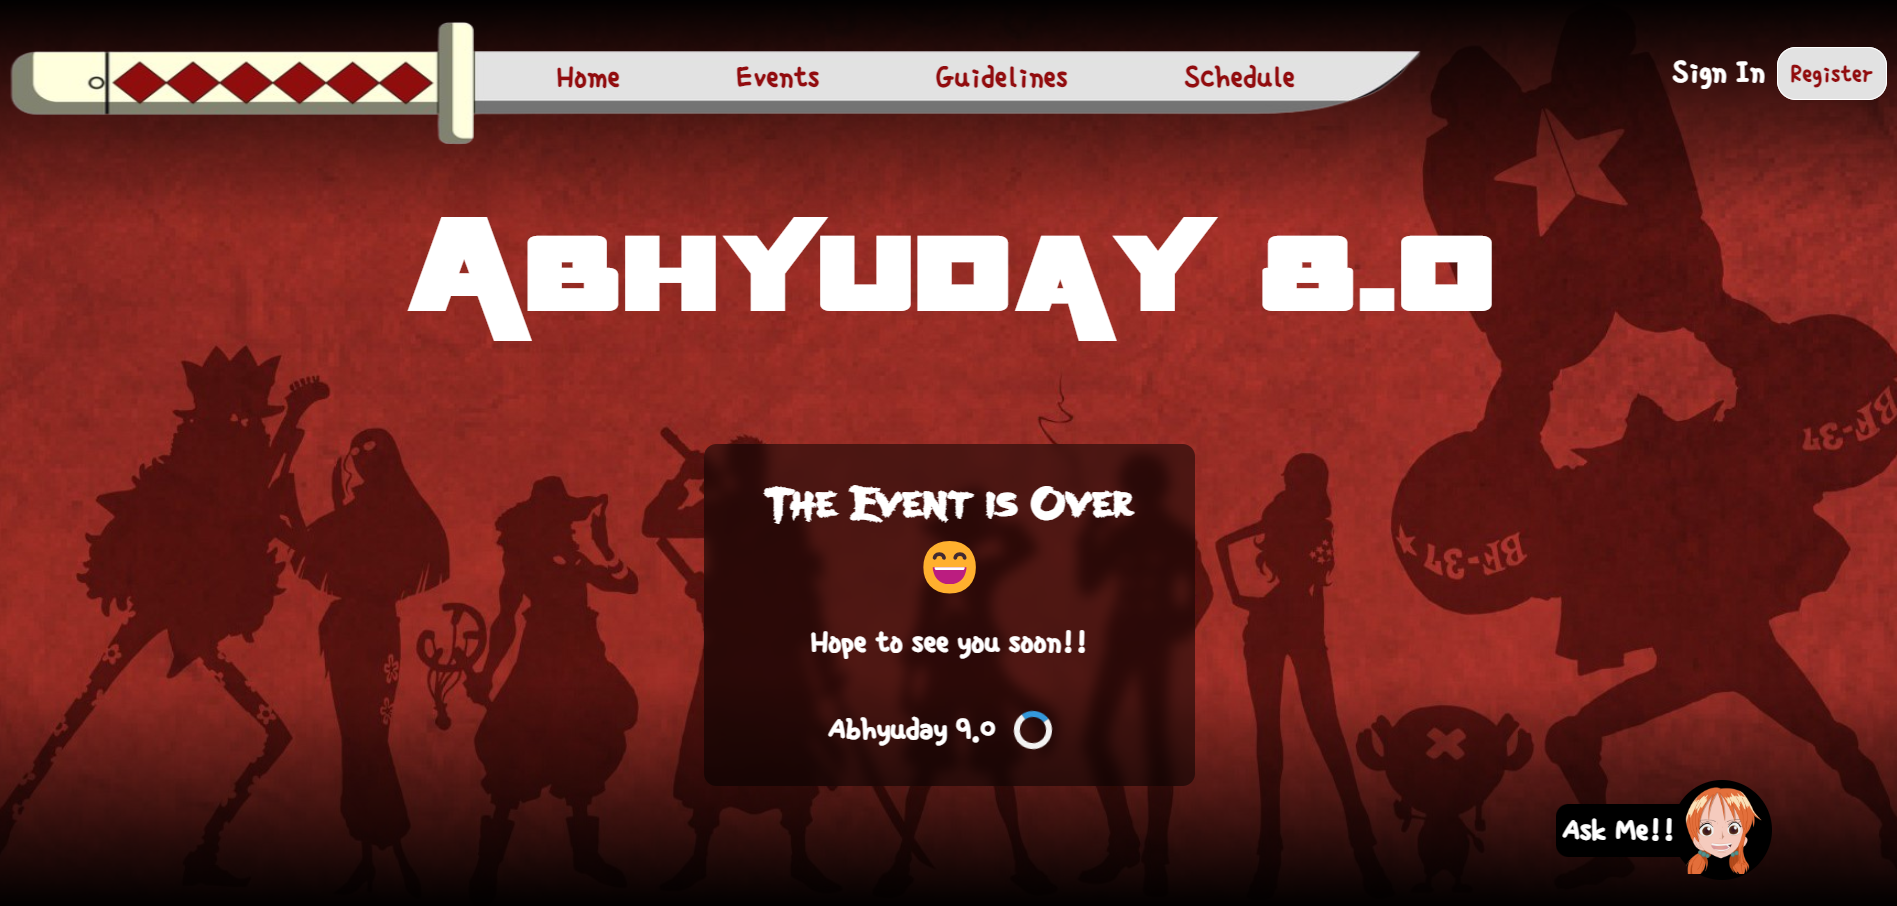 Home Events Guidelines Schedule
Sign In Register
Abhyuday 8.0
The Event is Over
Hope to see you soon!!
Abhyuday 9.0
BF-37
BF-37
Ask Me!!